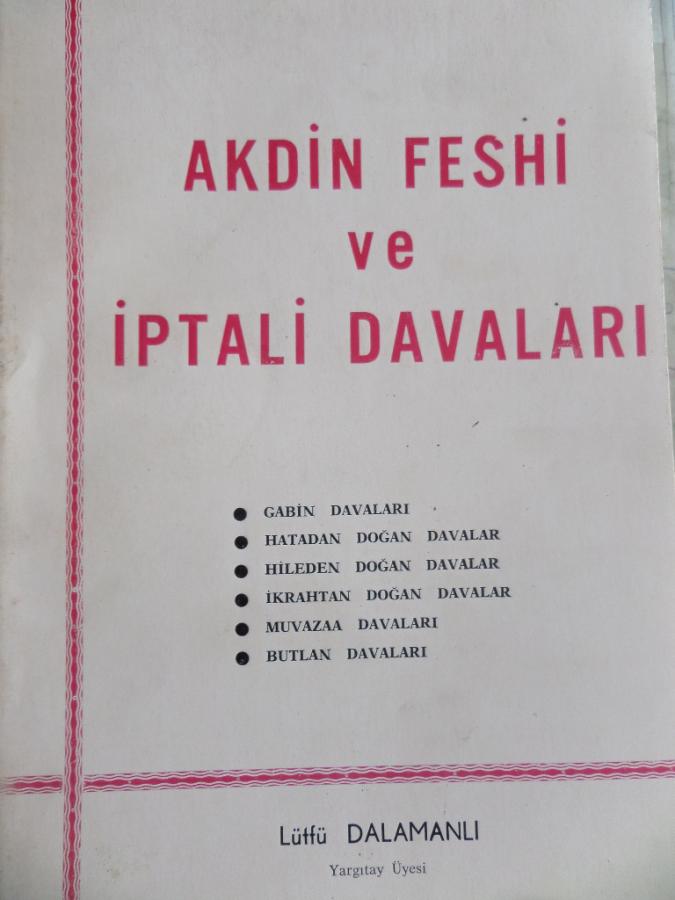 AKDİN FESHİ
ve
İPTALİ DAVALARI
● GABİN DAVALARI
● HATADAN DOĞAN DAVALAR
● HİLEDEN DOĞAN DAVALAR
● İKRAHTAN DOĞAN DAVALAR
● MUVAZAA DAVALARI
● BUTLAN DAVALARI
Lütfü DALAMANLI
Yargıtay Üyesi